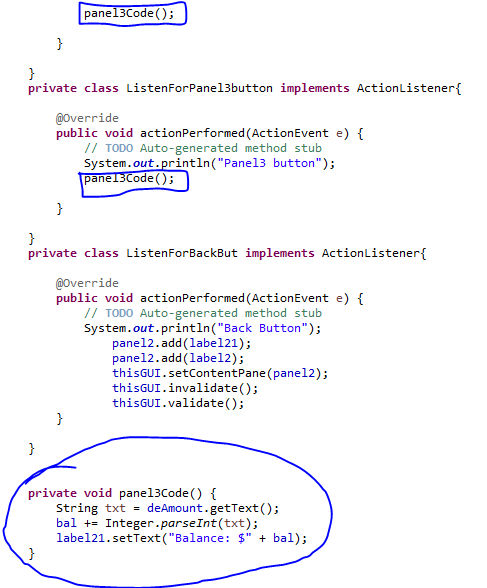 panel3Code();
}
}
private class ListenForPanel3button implements ActionListener{
@Override
public void actionPerformed(ActionEvent e) {
// TODO Auto-generated method stub
System.out.println("Panel3 button");
panel3Code();
}
}
private class ListenForBackBut implements ActionListener{
@Override
public void actionPerformed(ActionEvent e) {
// TODO Auto-generated method stub
System.out.println("Back Button");
panel2.add(label21);
panel2.add(label2);
thisGUI.setContentPane(panel2);
thisGUI.invalidate();
thisGUI.validate();
}
}
private void panel3Code() {
String txt = deAmount.getText();
bal += Integer.parseInt(txt);
label21.setText("Balance: $" + bal);
}